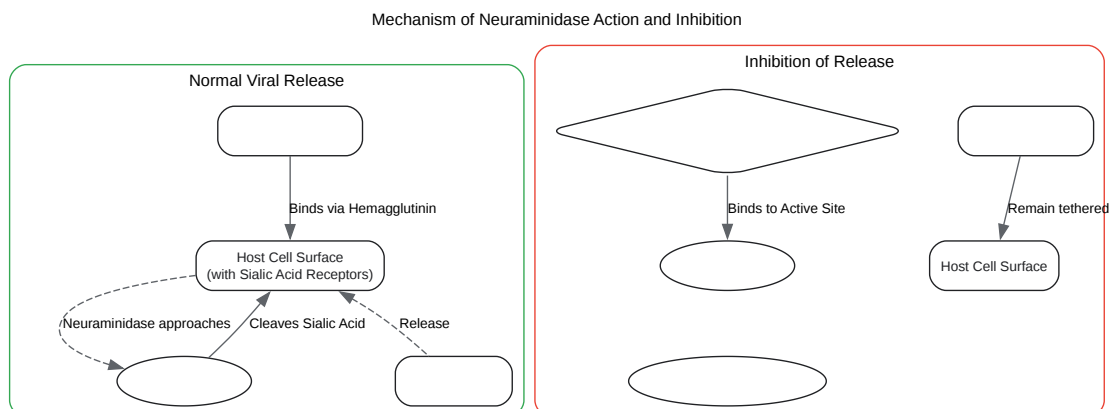 Mechanism of Neuraminidase Action and Inhibition
Normal Viral Release
Binds via Hemagglutinin
Host Cell Surface
(with Sialic Acid Receptors)
Neuraminidase approaches
Cleaves Sialic Acid
Release
Inhibition of Release
Binds to Active Site
Remain tethered
Host Cell Surface